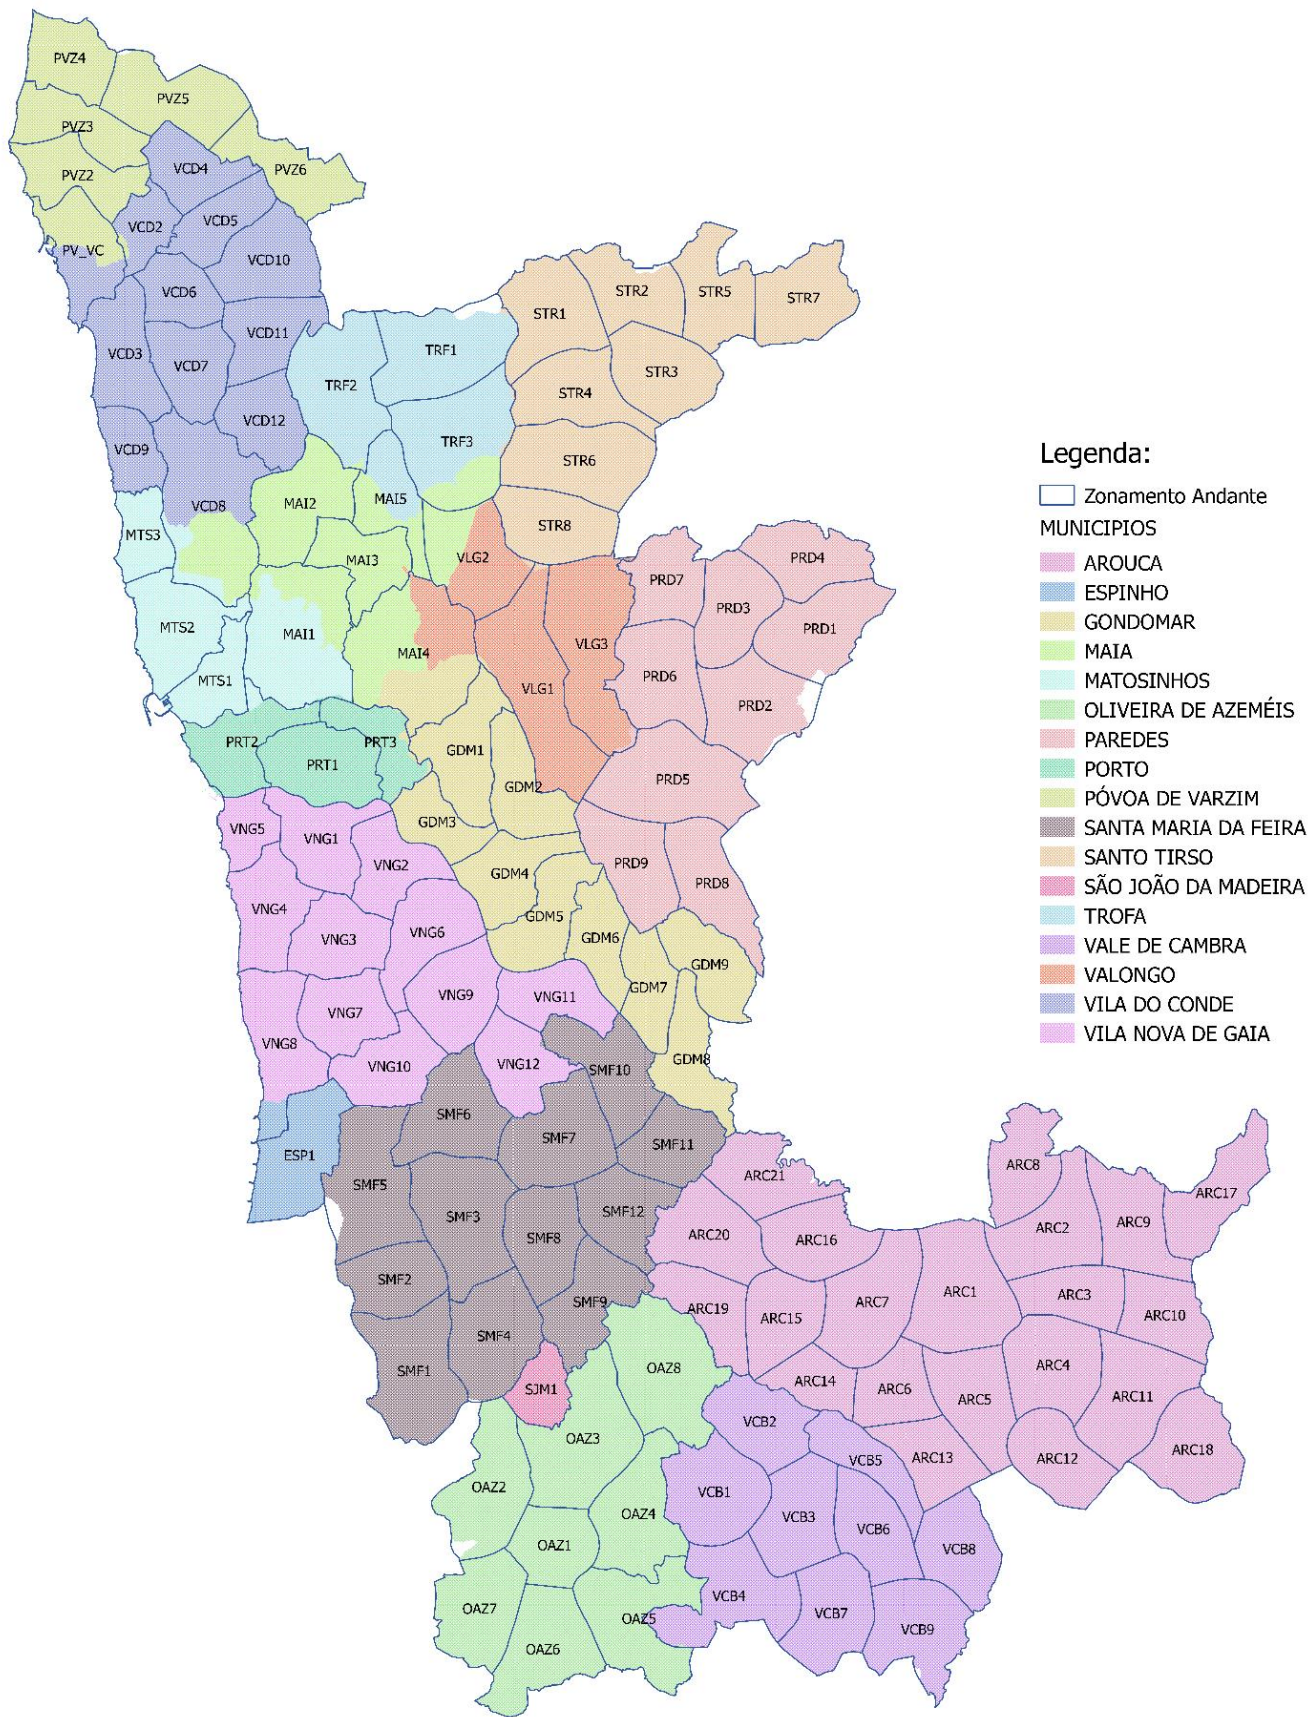 PVZ4
PVZ5
PVZ3
PVZ2
PVZ6
VCD4
VCD5
VCD2
PV_VC
VCD10
VCD6
VCD11
VCD3
VCD7
VCD12
VCD9
VCD8
STR2
STR5
STR7
STR1
STR3
STR4
STR6
STR8
TRF1
TRF2
TRF3
MAI5
MAI2
MAI3
MAI1
MAI4
MTS3
MTS2
MTS1
VLG2
VLG3
VLG1
PRD4
PRD7
PRD3
PRD1
PRD6
PRD2
PRD5
PRD9
PRD8
PRT2
PRT3
PRT1
GDM1
GDM2
GDM3
GDM4
GDM5
GDM6
GDM9
GDM7
GDM8
VNG5
VNG1
VNG2
VNG4
VNG3
VNG6
VNG9
VNG11
VNG7
VNG8
VNG10
VNG12
ESP1
SMF10
SMF6
SMF7
SMF11
SMF5
SMF3
SMF12
SMF8
SMF2
SMF9
SMF4
SMF1
SJM1
ARC21
ARC8
ARC17
ARC20
ARC16
ARC2
ARC9
ARC1
ARC3
ARC7
ARC19
ARC15
ARC10
ARC4
ARC14
ARC6
ARC5
ARC11
ARC13
ARC12
ARC18
OAZ8
OAZ3
OAZ2
OAZ4
OAZ1
OAZ7
OAZ5
OAZ6
VCB2
VCB5
VCB1
VCB3
VCB6
VCB8
VCB4
VCB7
VCB9
Legenda:
Zonamento Andante
MUNICIPIOS
AROUCA
ESPINHO
GONDOMAR
MAIA
MATOSINHOS
OLIVEIRA DE AZEMÉIS
PAREDES
PORTO
PÓVOA DE VARZIM
SANTA MARIA DA FEIRA
SANTO TIRSO
SÃO JOÃO DA MADEIRA
TROFA
VALE DE CAMBRA
VALONGO
VILA DO CONDE
VILA NOVA DE GAIA